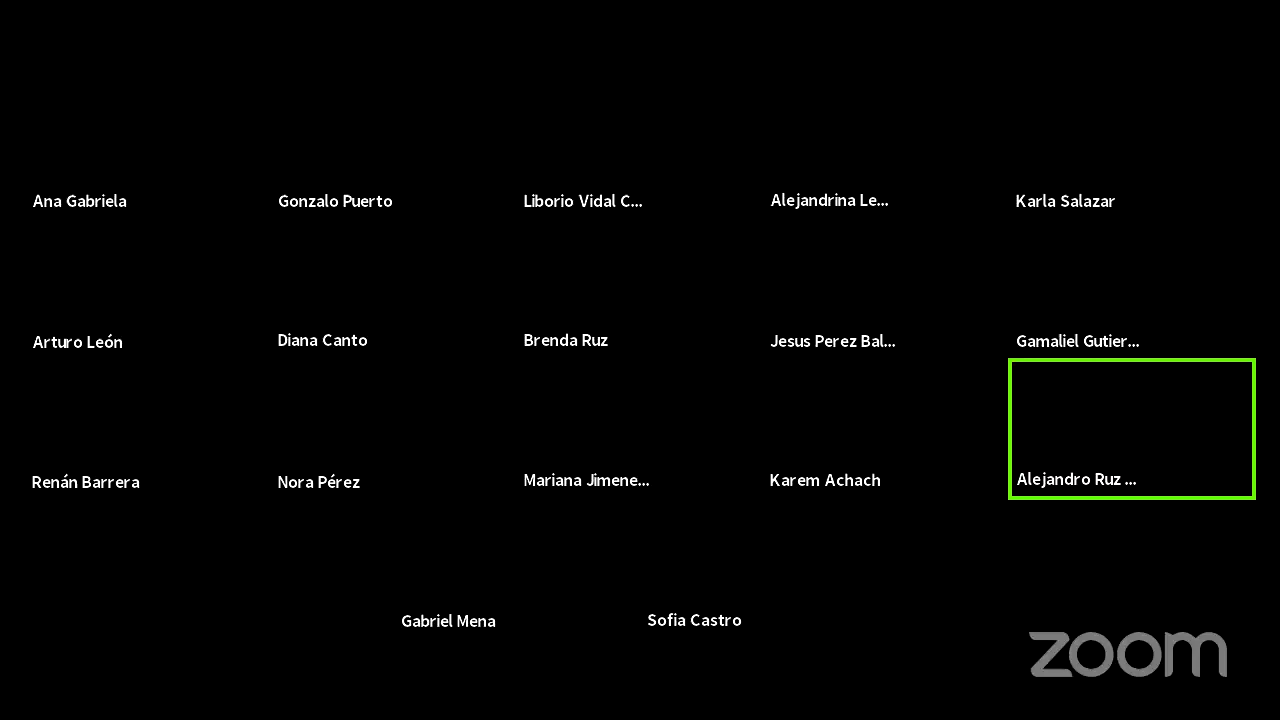 Ana Gabriela
Gonzalo Puerto
Liborio Vidal C...
Alejandrina Le...
Karla Salazar
Arturo León
Diana Canto
Brenda Ruz
Jesus Perez Bal...
Gamaliel Gutier...
Renán Barrera
Nora Pérez
Mariana Jimene...
Karem Achach
Alejandro Ruz ...
Gabriel Mena
Sofia Castro
zoom